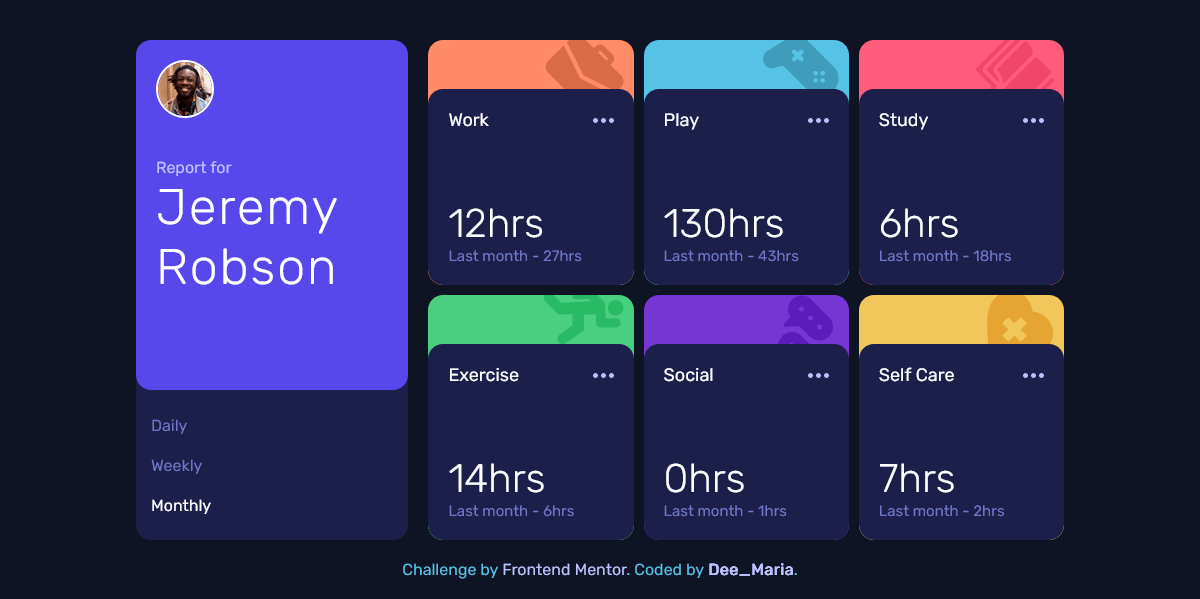 Report for
Jeremy
Robson
Daily
Weekly
Monthly
Work
12hrs
Last month - 27hrs
Play
130hrs
Last month - 43hrs
Study
6hrs
Last month - 18hrs
Exercise
14hrs
Last month - 6hrs
Social
0hrs
Last month - 1hrs
Self Care
7hrs
Last month - 2hrs
Challenge by Frontend Mentor. Coded by Dee_Maria.